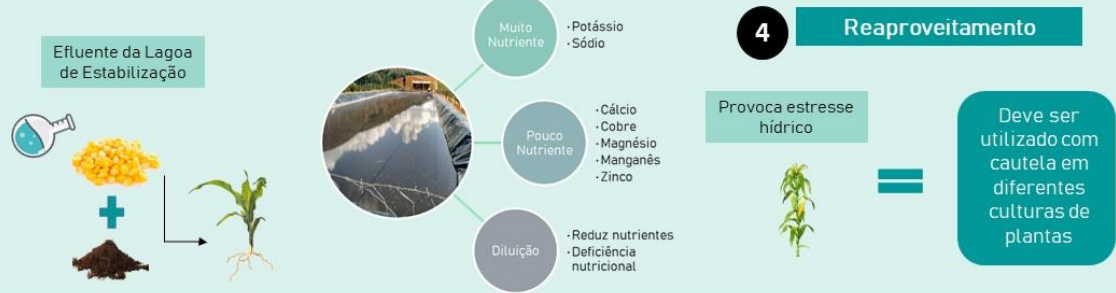 Efluente da Lagoa
de Estabilização
Muito
Nutriente
· Potássio
· Sódio
Pouco
Nutriente
· Cálcio
· Cobre
· Magnésio
· Manganês
· Zinco
Diluição
· Reduz nutrientes
· Deficiência
nutricional
4
Reaproveitamento
Provoca estresse
hídrico
Deve ser
utilizado com
cautela em
diferentes
culturas de
plantas